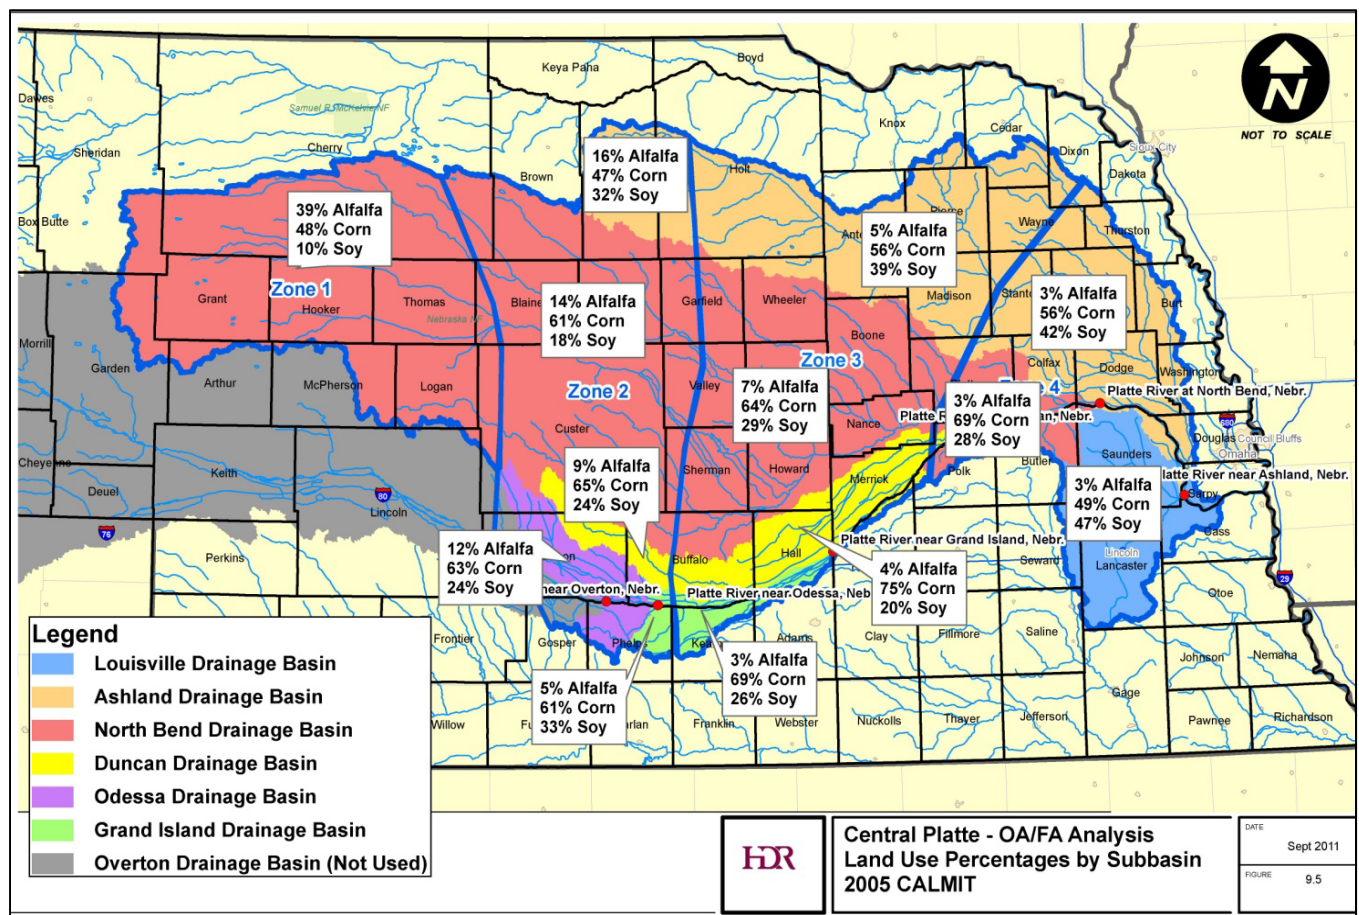 Boyd
Keya Paha
Dawes
Samuel R. McKelvie NF
Knox
Cedar
NOT TO SCALE
Sheridan
Cherry
Dixon
Sioux City
Brown
16% Alfalfa
47% Corn
32% Soy
Holt
Dakota
Box Butte
39% Alfalfa
48% Corn
10% Soy
Pierce
Wayne
Thurston
5% Alfalfa
56% Corn
39% Soy
Grant
Zone 1
Hooker
Thomas
Nebraska NF
Blaine
14% Alfalfa
61% Corn
18% Soy
Garfield
Wheeler
Madison
3% Alfalfa
56% Corn
42% Soy
Burt
Morrill
Garden
Arthur
McPherson
Logan
Zone 2
Valley
Boone
Zone 3
Colfax
Dodge
Washington
Custer
7% Alfalfa
64% Corn
29% Soy
Nance
3% Alfalfa
69% Corn
28% Soy
Platte River at North Bend, Nebr.
680
Douglas
Council Bluffs
Omaha
Cheyenne
Deuel
Keith
80
Lincoln
9% Alfalfa
65% Corn
24% Soy
Sherman
Howard
Merrick
Polk
Butler
Saunders
latte River near Ashland, Nebr.
Sarpy
3% Alfalfa
49% Corn
47% Soy
76
Perkins
12% Alfalfa
63% Corn
24% Soy
Buffalo
Hall
Platte River near Grand Island, Nebr.
4% Alfalfa
75% Corn
20% Soy
Seward
Lincoln
Lancaster
Cass
29
near Overton, Nebr.
Platte River near Odessa, Neb
Otoe
Frontier
Gosper
Phelps
Kea
Adams
Clay
Fillmore
Saline
Johnson
Nemaha
5% Alfalfa
61% Corn
33% Soy
3% Alfalfa
69% Corn
26% Soy
Gage
Willow
Fu
rlan
Franklin
Webster
Nuckolls
Thayer
Jefferson
Pawnee
Richardson
Legend
Louisville Drainage Basin
Ashland Drainage Basin
North Bend Drainage Basin
Duncan Drainage Basin
Odessa Drainage Basin
Grand Island Drainage Basin
Overton Drainage Basin (Not Used)
HDR
Central Platte - OA/FA Analysis
Land Use Percentages by Subbasin
2005 CALMIT
DATE
Sept 2011
FIGURE
9.5